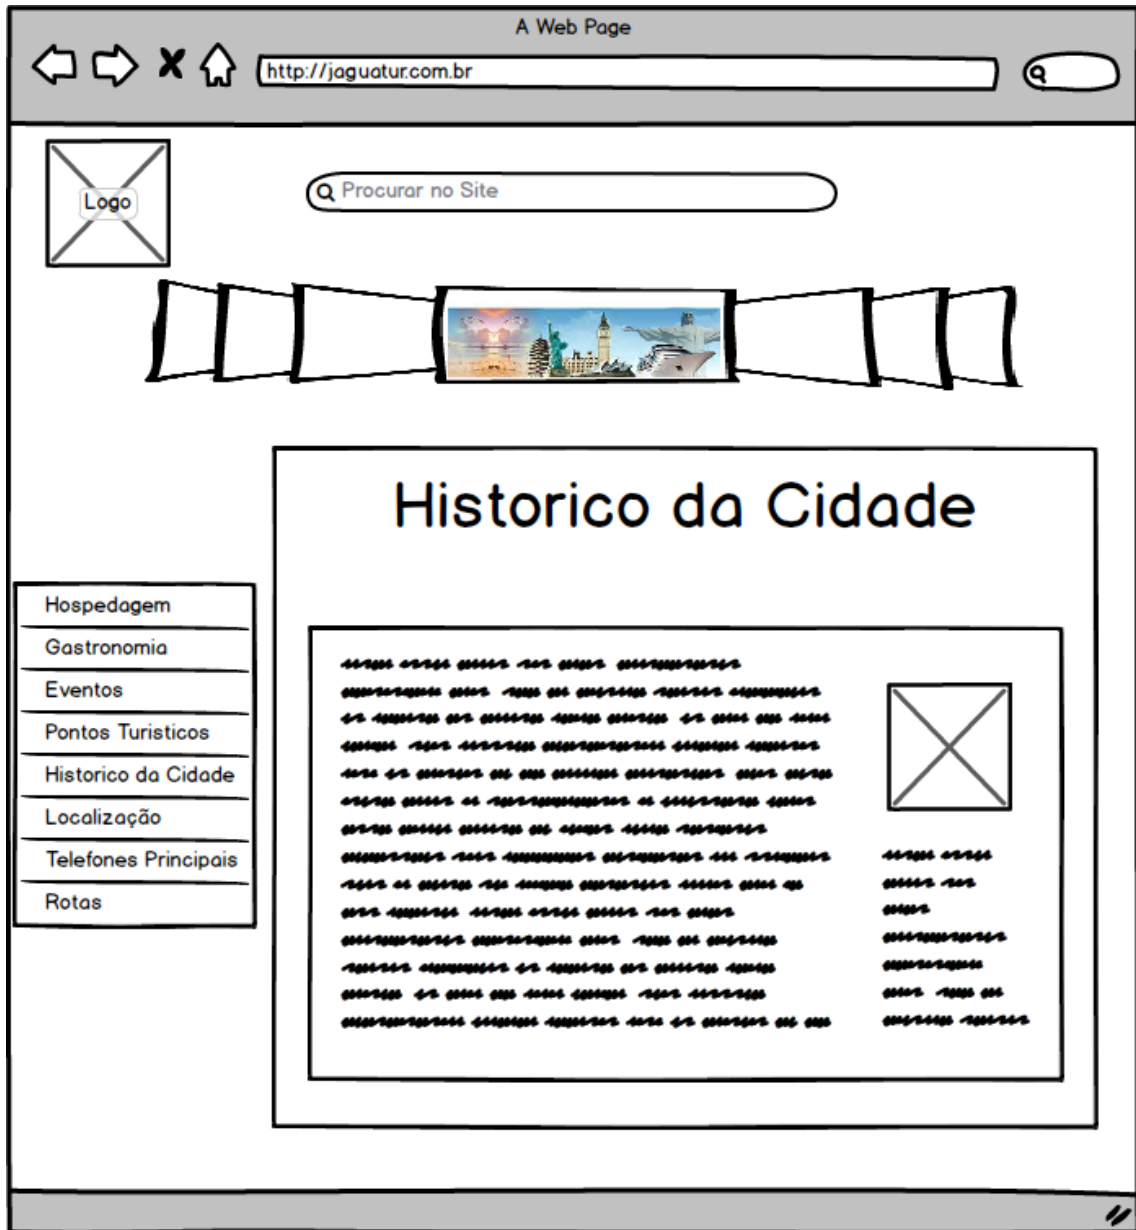 A Web Page
http://jaguatur.com.br
Logo
Procurar no Site
Historico da Cidade
Hospedagem
Gastronomia
Eventos
Pontos Turisticos
Historico da Cidade
Localização
Telefones Principais
Rotas